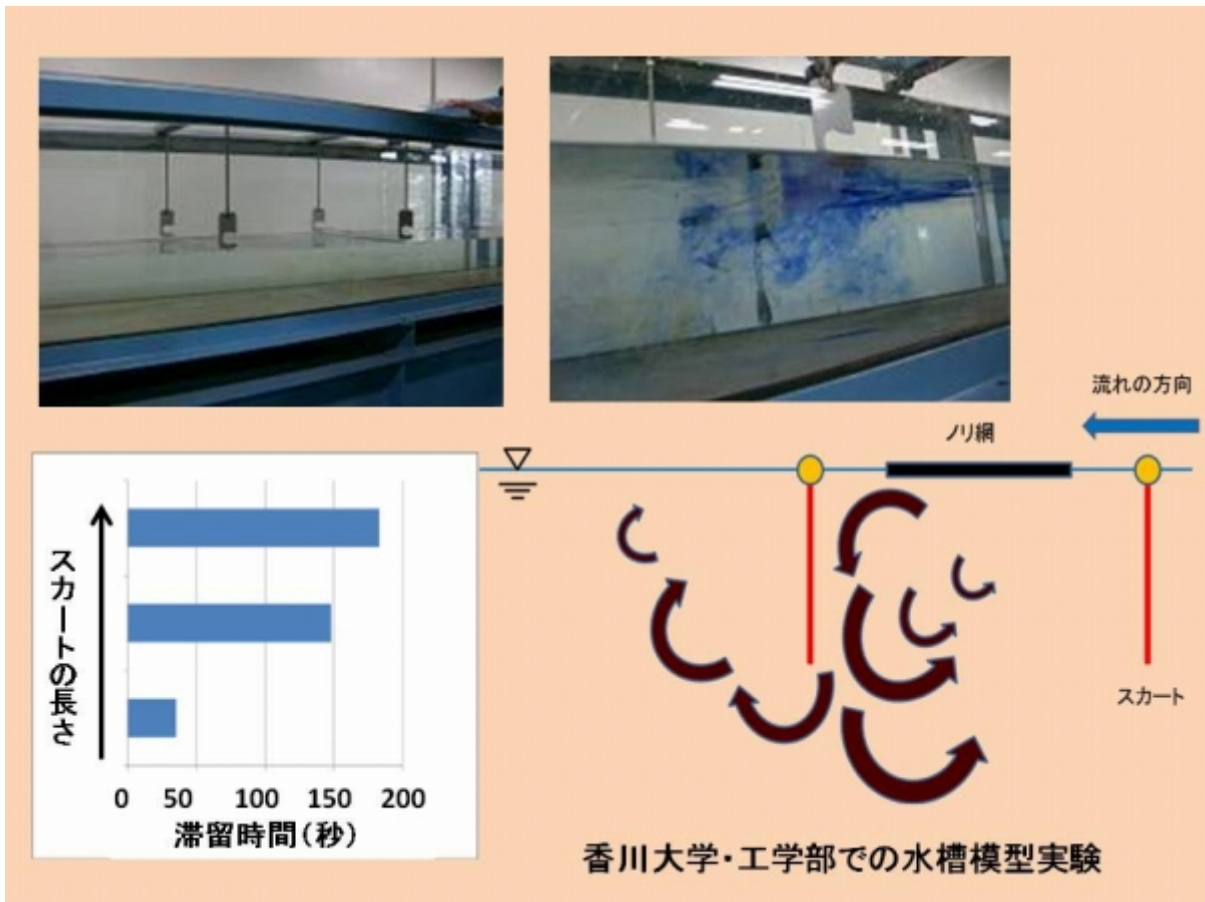 流れの方向
ノリ網
スカート
スカートの長さ
0 50 100 150 200
滞留時間(秒)
香川大学・工学部での水槽模型実験